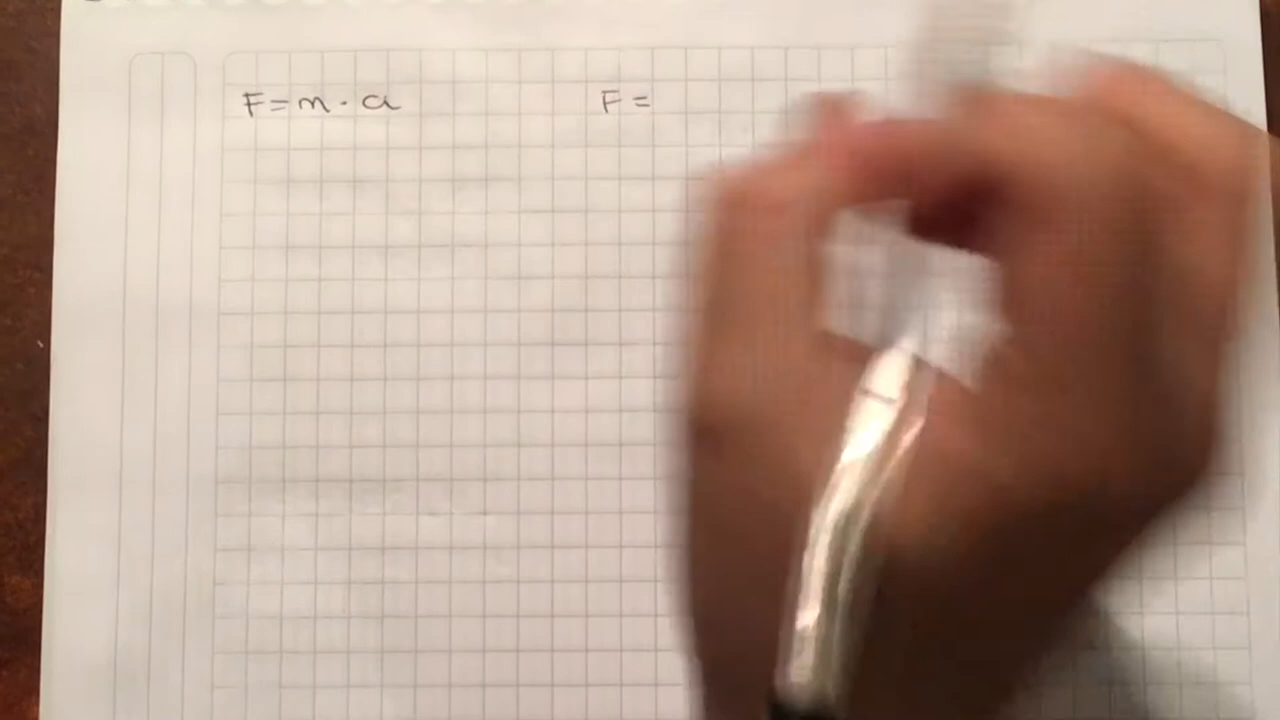 F = m · a F =